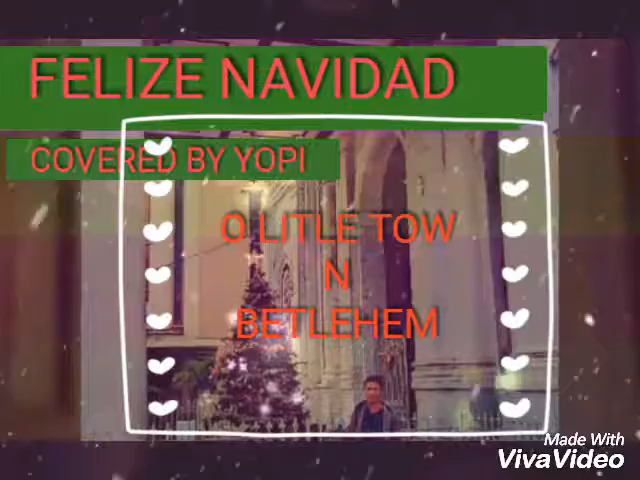 FELIZE NAVIDAD
COVERED BY YOPI
O LITLE TOW
N
BETLEHEM
Made With
VivaVideo